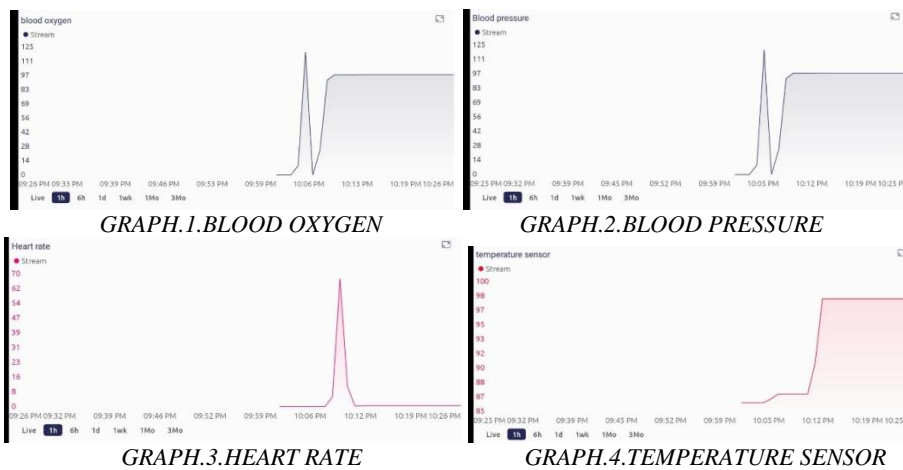 blood oxygen
Stream
125
111
97
83
69
56
42
28
14
0
09:26 PM 09:33 PM 09:39 PM 09:46 PM 09:53 PM 09:59 PM 10:06 PM 10:13 PM 10:19 PM 10:26 PM
Live 1h 6h 1d 1wk 1Mo 3Mo
GRAPH.1.BLOOD OXYGEN
Blood pressure
Stream
125
111
97
83
69
56
42
28
14
0
09:25 PM 09:32 PM 09:39 PM 09:45 PM 09:52 PM 09:59 PM 10:05 PM 10:12 PM 10:19 PM 10:25 P
Live 1h 6h 1d 1wk 1Mo 3Mo
GRAPH.2.BLOOD PRESSURE
Heart rate
Stream
70
62
54
47
39
31
23
16
8
0
09:26 PM 09:32 PM 09:39 PM 09:46 PM 09:52 PM 09:59 PM 10:06 PM 10:12 PM 10:19 PM 10:26 PM
Live 1h 6h 1d 1wk 1Mo 3Mo
GRAPH.3.HEART RATE
temperature sensor
Stream
100
98
97
95
93
92
90
88
87
85
09:25 PM 09:32 PM 09:39 PM 09:45 PM 09:52 PM 09:59 PM 10:05 PM 10:12 PM 10:19 PM 10:25 P
Live 1h 6h 1d 1wk 1Mo 3Mo
GRAPH.4.TEMPERATURE SENSOR